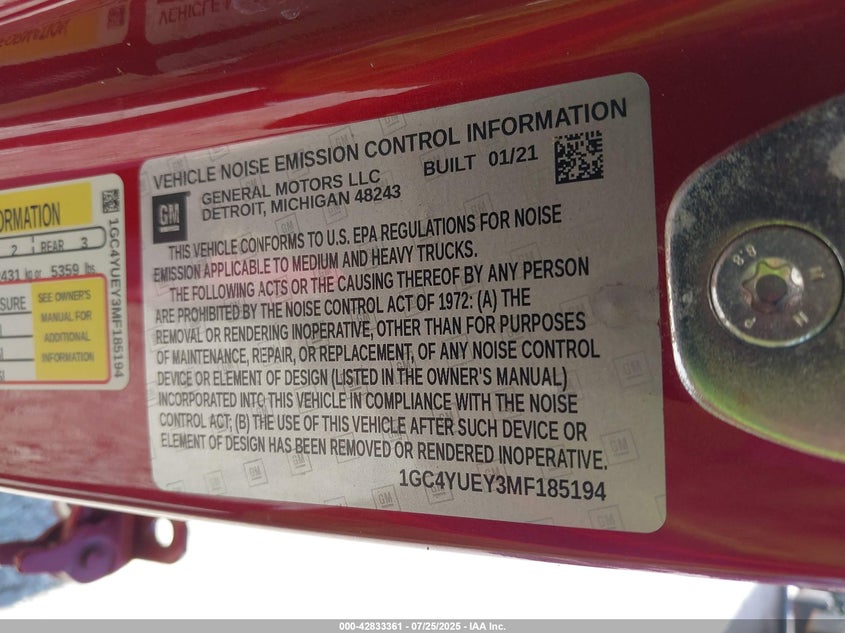 VEHICLE NOISE EMISSION CONTROL INFORMATION
GM
GENERAL MOTORS LLC BUILT 01/21
DETROIT, MICHIGAN 48243
THIS VEHICLE CONFORMS TO U.S. EPA REGULATIONS FOR NOISE
EMISSION APPLICABLE TO MEDIUM AND HEAVY TRUCKS.
THE FOLLOWING ACTS OR THE CAUSING THEREOF BY ANY PERSON
ARE PROHIBITED BY THE NOISE CONTROL ACT OF 1972: (A) THE
REMOVAL OR RENDERING INOPERATIVE, OTHER THAN FOR PURPOSES
OF MAINTENANCE, REPAIR, OR REPLACEMENT, OF ANY NOISE CONTROL
DEVICE OR ELEMENT OF DESIGN (LISTED IN THE OWNER'S MANUAL)
INCORPORATED INTO THIS VEHICLE IN COMPLIANCE WITH THE NOISE
CONTROL ACT; (B) THE USE OF THIS VEHICLE AFTER SUCH DEVICE OR
ELEMENT OF DESIGN HAS BEEN REMOVED OR RENDERED INOPERATIVE.
1GC4YUEY3MF185194
ORMATION
2 REAR 3
431 kg or 5359 lbs
SURE
SEE OWNER'S
MANUAL FOR
ADDITIONAL
INFORMATION
1GC4YUEY3MF185194
000-42833361 | 07/25/2025 - IAA Inc.